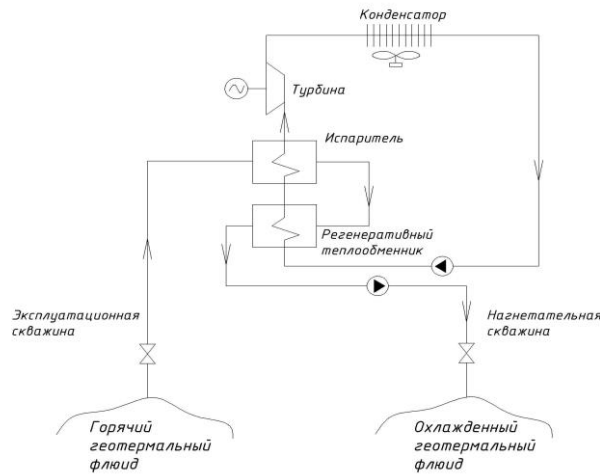 Конденсатор
Турбина
Испаритель
Регенеративный
теплообменник
Эксплуатационная
скважина
Нагнетательная
скважина
Горячий
геотермальный
флюид
Охлажденный
геотермальный
флюид